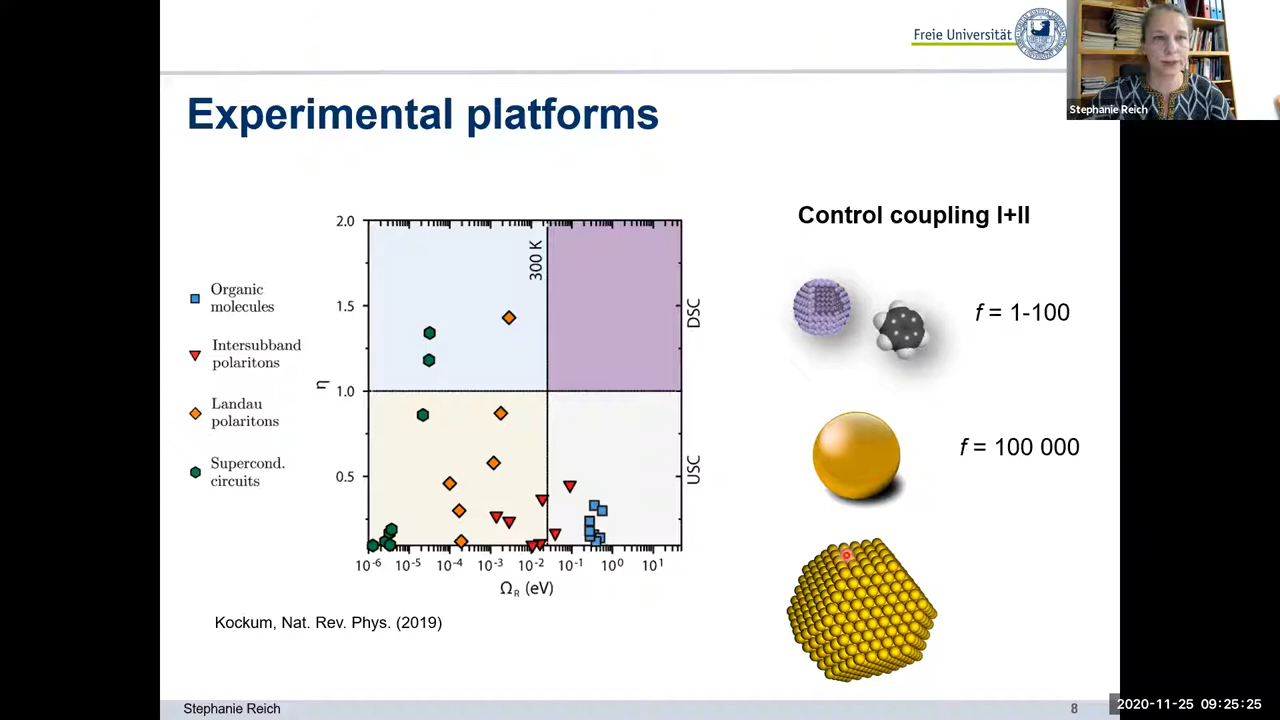 Freie Universität
Stephanie Reich
Experimental platforms
Control coupling I+II
Organic
molecules
Intersubband
polaritons
Landau
polaritons
Supercond.
circuits
2.0
1.5
1.0
0.5
η
300 K
DSC
USC
10⁻⁶ 10⁻⁵ 10⁻⁴ 10⁻³ 10⁻² 10⁻¹ 10⁰ 10¹
Ω_R (eV)
f = 1-100
f = 100 000
Kockum, Nat. Rev. Phys. (2019)
Stephanie Reich
8
2020-11-25 09:25:25